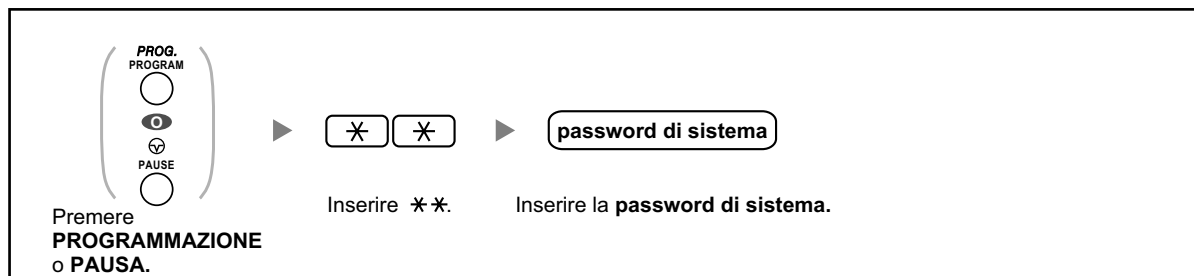 PROG.
PROGRAM
O
PAUSE
Premere
PROGRAMMAZIONE
o PAUSA.
✳ ✳
Inserire ✳✳.
password di sistema
Inserire la password di sistema.